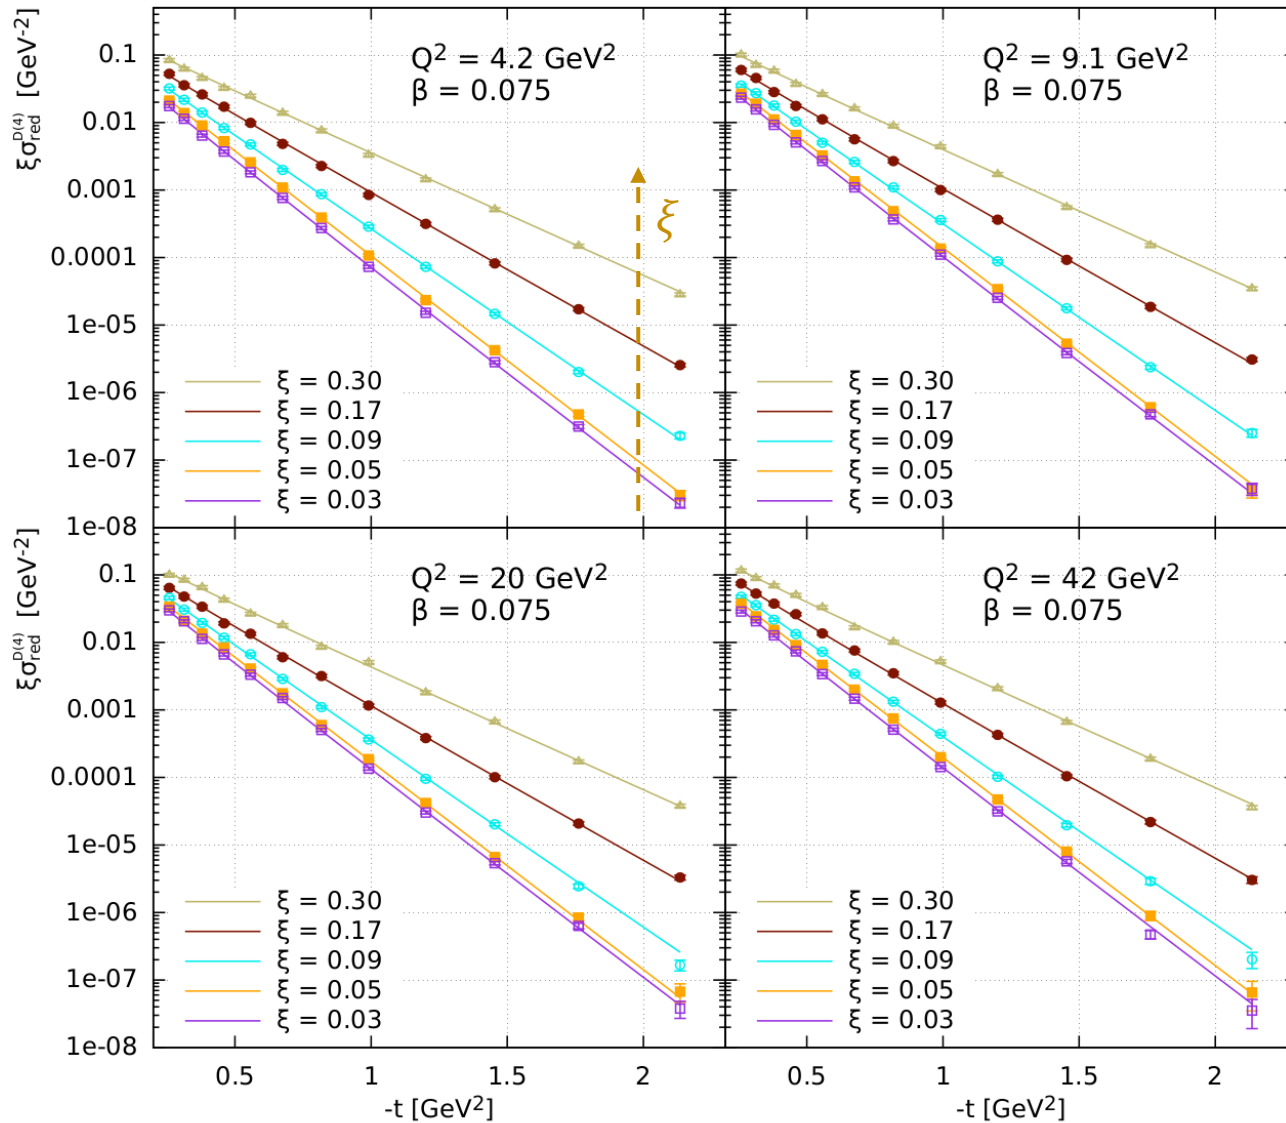 ξσ_red^D(4) [GeV^-2]
0.1
0.01
0.001
0.0001
1e-05
1e-06
1e-07
1e-08
Q² = 4.2 GeV²
β = 0.075
ξ
ξ = 0.30
ξ = 0.17
ξ = 0.09
ξ = 0.05
ξ = 0.03
Q² = 9.1 GeV²
β = 0.075
ξ = 0.30
ξ = 0.17
ξ = 0.09
ξ = 0.05
ξ = 0.03
ξσ_red^D(4) [GeV^-2]
0.1
0.01
0.001
0.0001
1e-05
1e-06
1e-07
1e-08
Q² = 20 GeV²
β = 0.075
ξ = 0.30
ξ = 0.17
ξ = 0.09
ξ = 0.05
ξ = 0.03
0.5 1 1.5 2
-t [GeV²]
Q² = 42 GeV²
β = 0.075
ξ = 0.30
ξ = 0.17
ξ = 0.09
ξ = 0.05
ξ = 0.03
0.5 1 1.5 2
-t [GeV²]